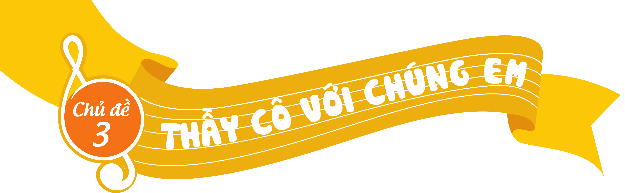 Chủ đề
3
THẦY CÔ VỚI CHÚNG EM